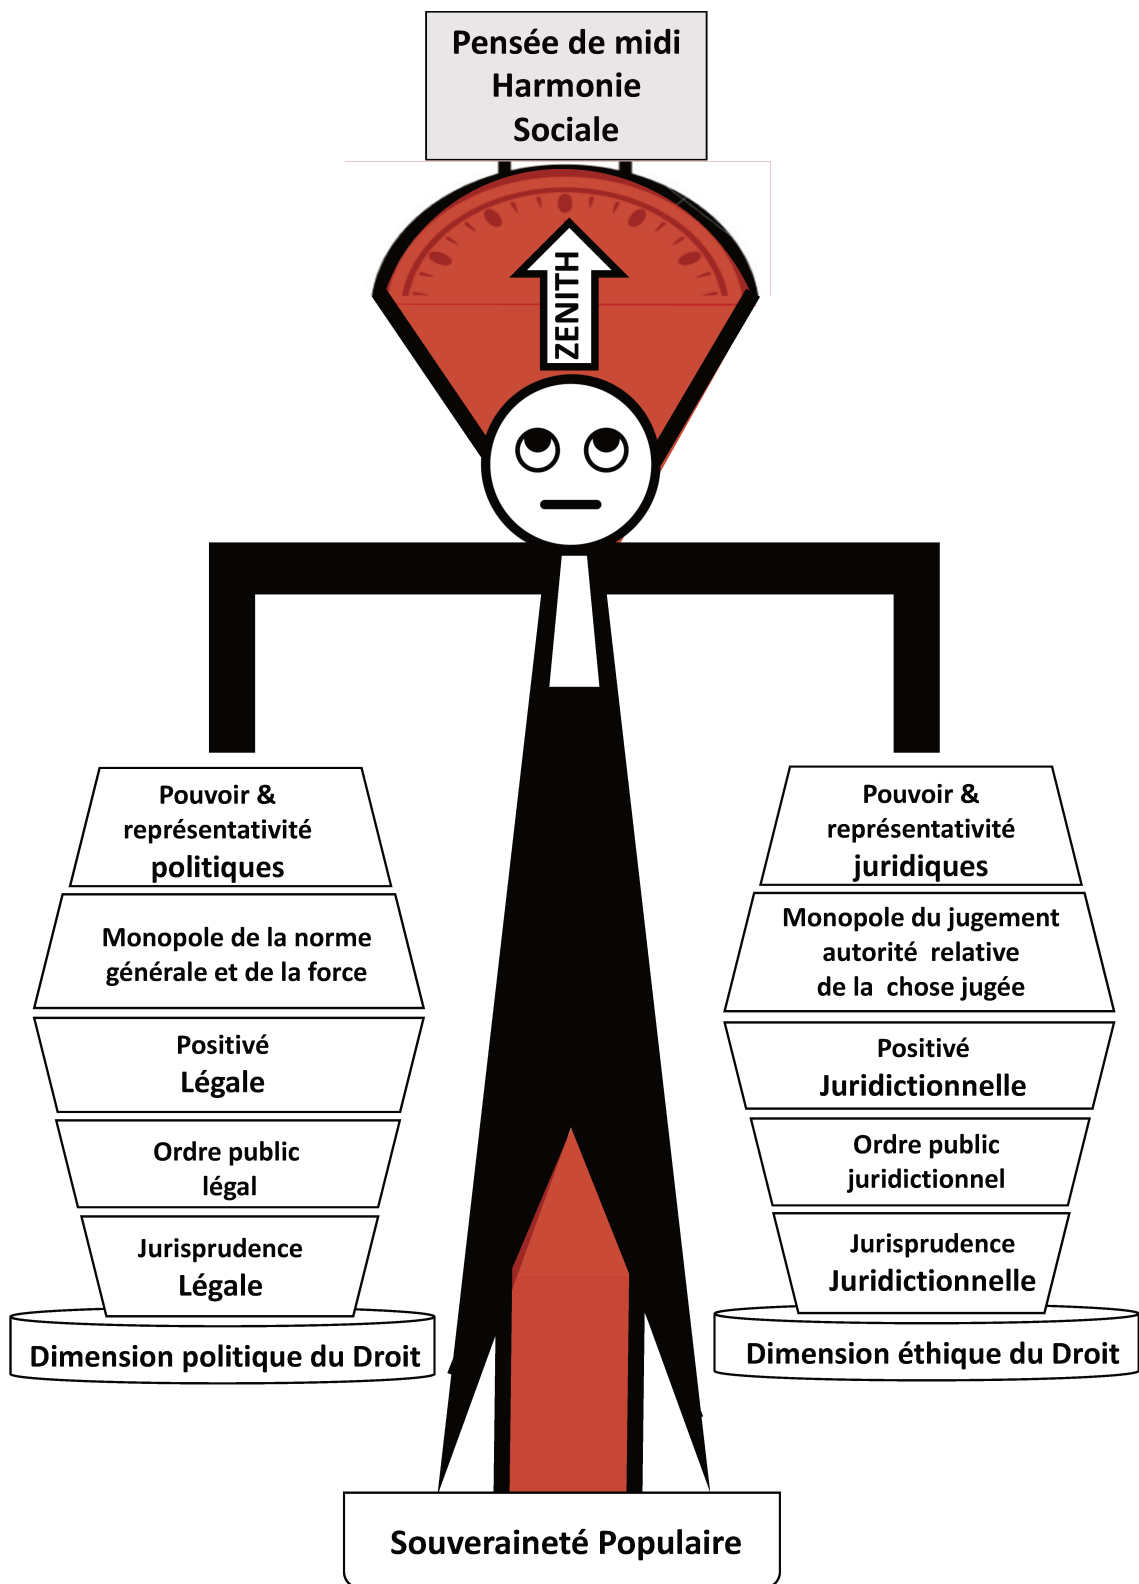 Pensée de midi
Harmonie
Sociale
ZENITH
Pouvoir &
représentativité
politiques
Monopole de la norme
générale et de la force
Positivé
Légale
Ordre public
légal
Jurisprudence
Légale
Dimension politique du Droit
Pouvoir &
représentativité
juridiques
Monopole du jugement
autorité relative
de la chose jugée
Positivé
Juridictionnelle
Ordre public
juridictionnel
Jurisprudence
Juridictionnelle
Dimension éthique du Droit
Souveraineté Populaire